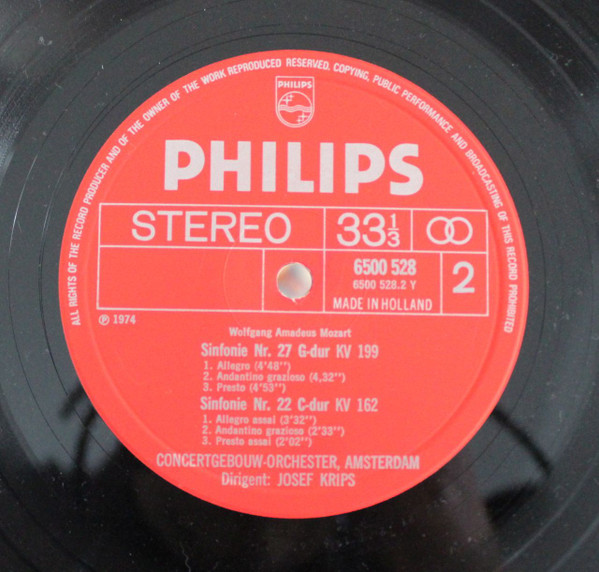 ALL RIGHTS OF THE RECORD PRODUCER AND OF THE OWNER OF THE WORK REPRODUCED RESERVED. COPYING, PUBLIC PERFORMANCE AND BROADCASTING OF THIS RECORD PROHIBITED
PHILIPS
PHILIPS
STEREO 33⅓
6500 528 2
6500 528.2 Y
MADE IN HOLLAND
Ⓟ 1974
Wolfgang Amadeus Mozart
Sinfonie Nr. 27 G-dur KV 199
1. Allegro (4'48'')
2. Andantino grazioso (4,32'')
3. Presto (4'53'')
Sinfonie Nr. 22 C-dur KV 162
1. Allegro assai (3'32'')
2. Andantino grazioso (2'33'')
3. Presto assai (2'02'')
CONCERTGEBOUW-ORCHESTER, AMSTERDAM
Dirigent: JOSEF KRIPS